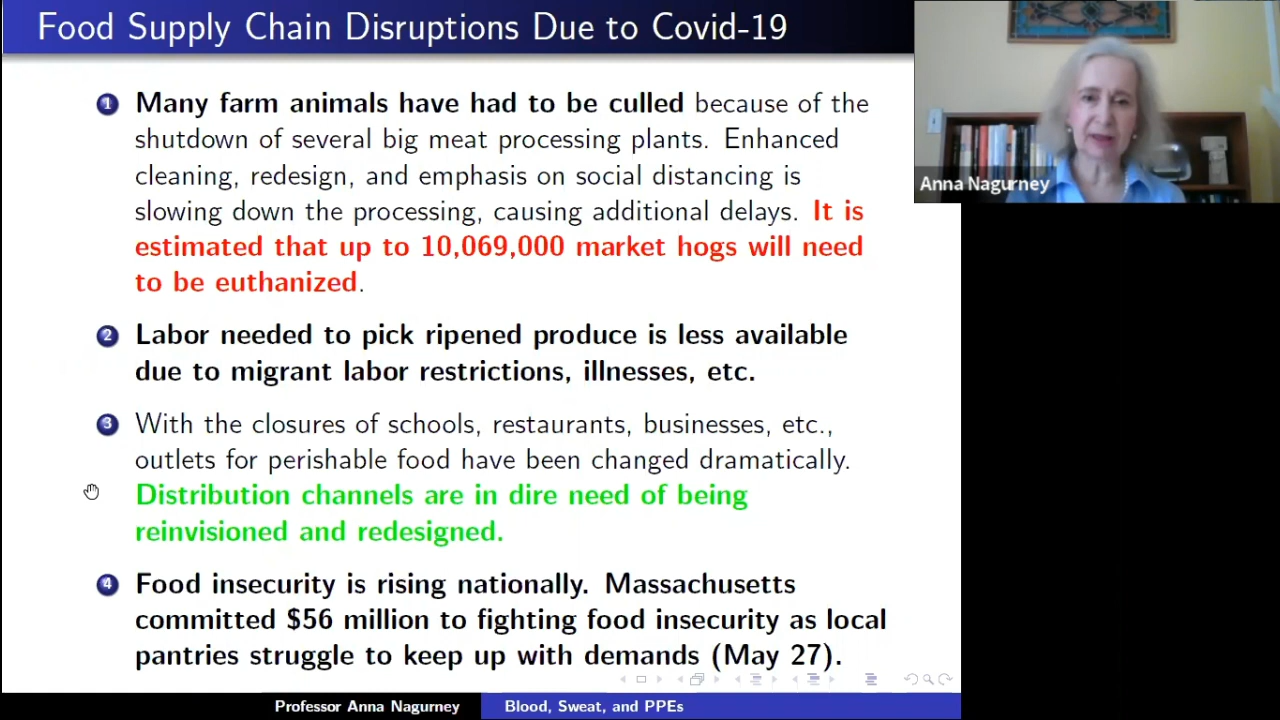 Food Supply Chain Disruptions Due to Covid-19
Anna Nagurney
1 Many farm animals have had to be culled because of the
shutdown of several big meat processing plants. Enhanced
cleaning, redesign, and emphasis on social distancing is
slowing down the processing, causing additional delays. It is
estimated that up to 10,069,000 market hogs will need
to be euthanized.
2 Labor needed to pick ripened produce is less available
due to migrant labor restrictions, illnesses, etc.
3 With the closures of schools, restaurants, businesses, etc.,
outlets for perishable food have been changed dramatically.
Distribution channels are in dire need of being
reinvisioned and redesigned.
4 Food insecurity is rising nationally. Massachusetts
committed $56 million to fighting food insecurity as local
pantries struggle to keep up with demands (May 27).
Professor Anna Nagurney
Blood, Sweat, and PPEs